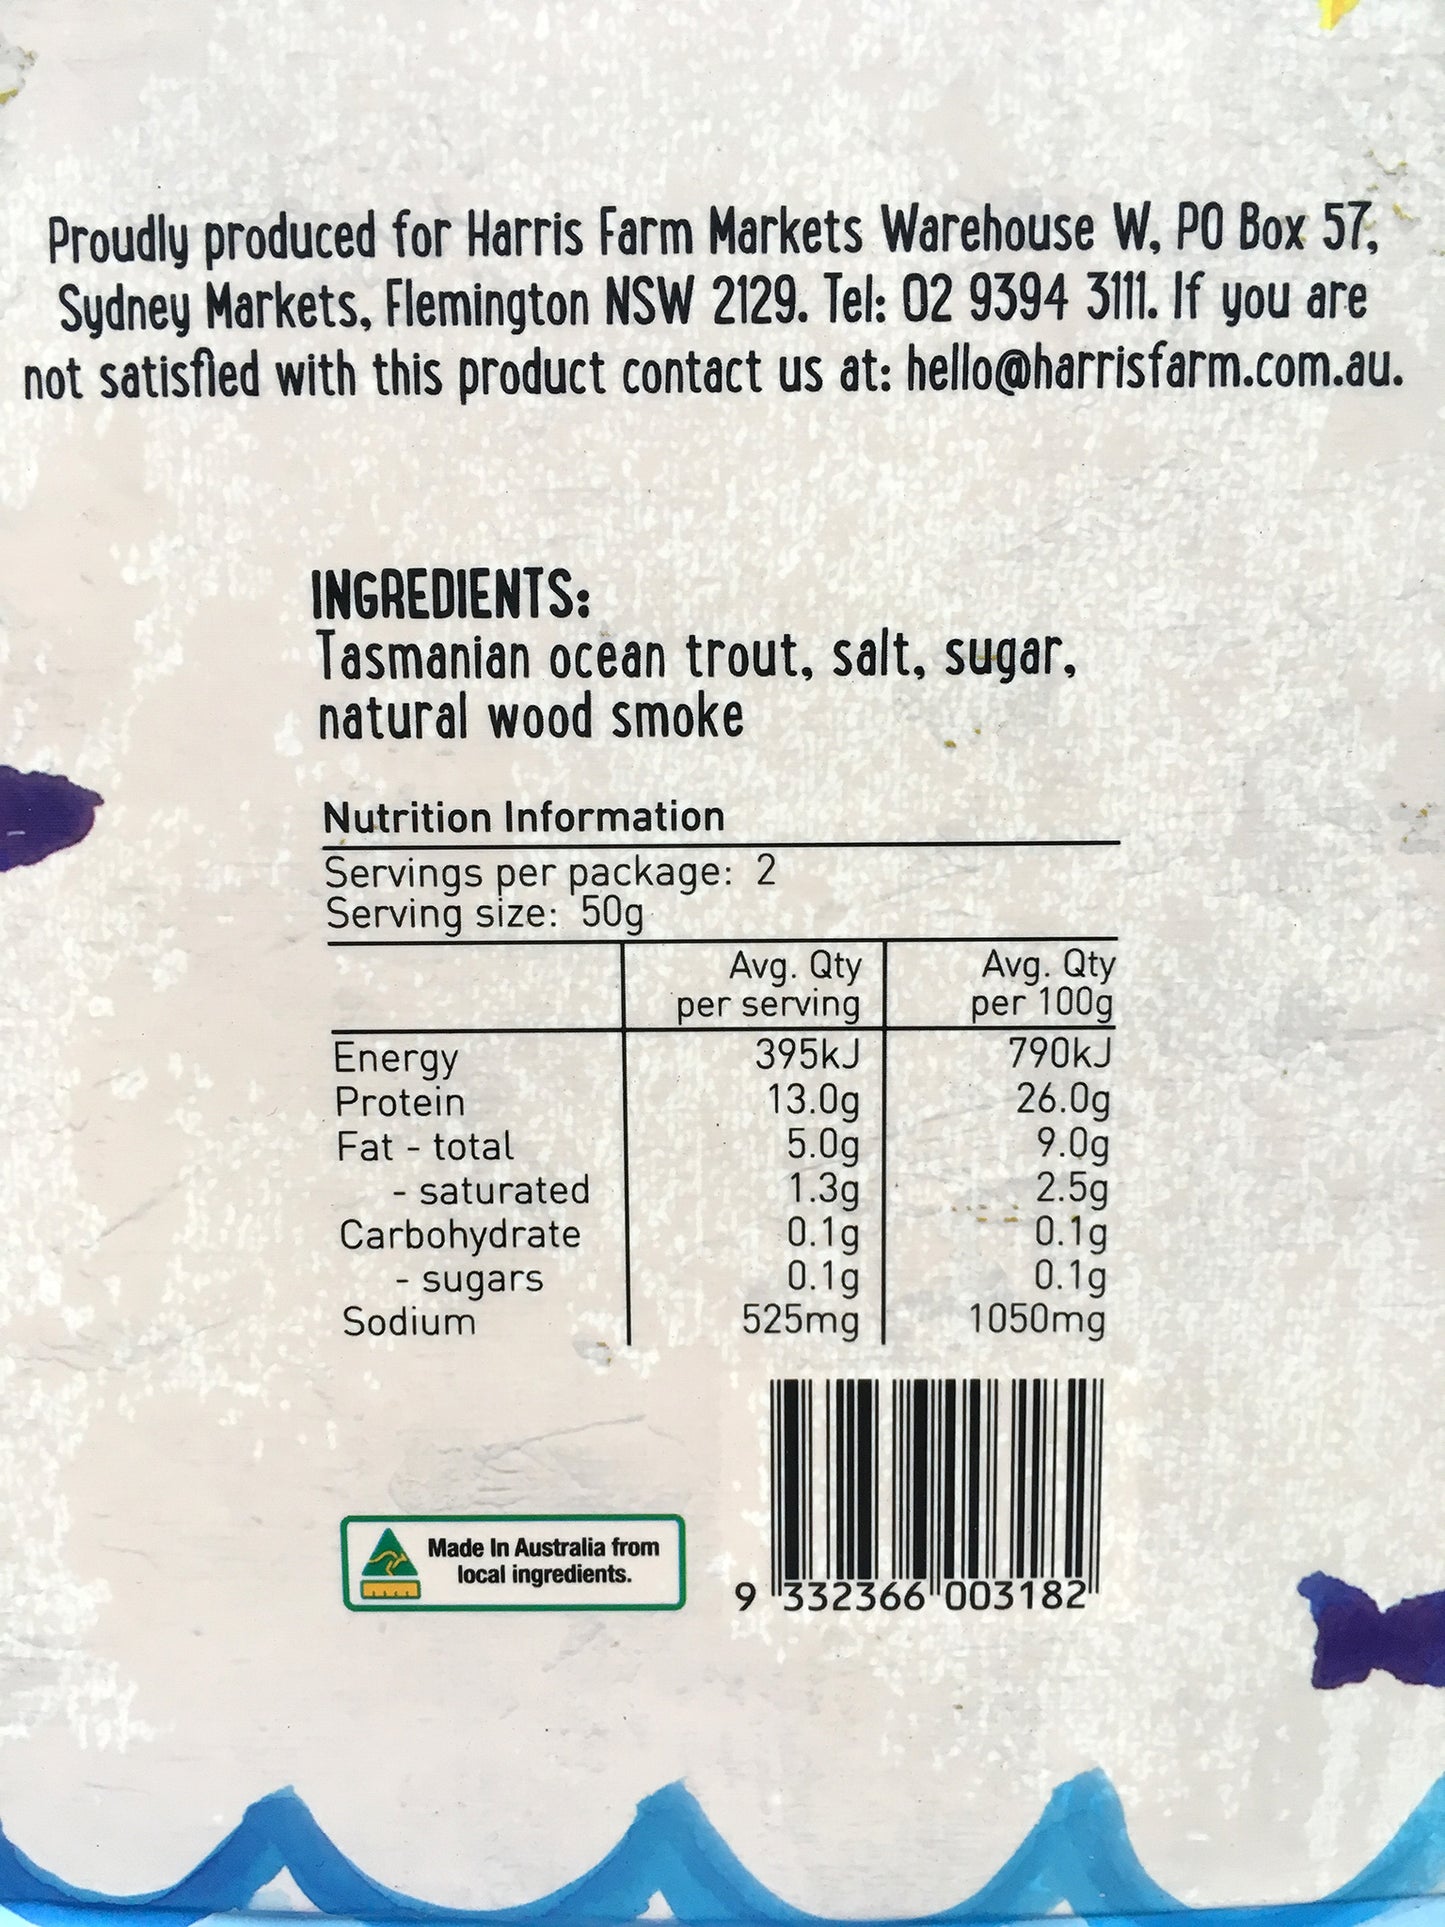 Proudly produced for Harris Farm Markets Warehouse W, PO Box 57,
Sydney Markets, Flemington NSW 2129. Tel: 02 9394 3111. If you are
not satisfied with this product contact us at: hello@harrisfarm.com.au.
INGREDIENTS:
Tasmanian ocean trout, salt, sugar,
natural wood smoke
Nutrition Information
Servings per package: 2
Serving size: 50g
Avg. Qty Avg. Qty
per serving per 100g
Energy 395kJ 790kJ
Protein 13.0g 26.0g
Fat - total 5.0g 9.0g
- saturated 1.3g 2.5g
Carbohydrate 0.1g 0.1g
- sugars 0.1g 0.1g
Sodium 525mg 1050mg
Made In Australia from
local ingredients.
9 332366 003182